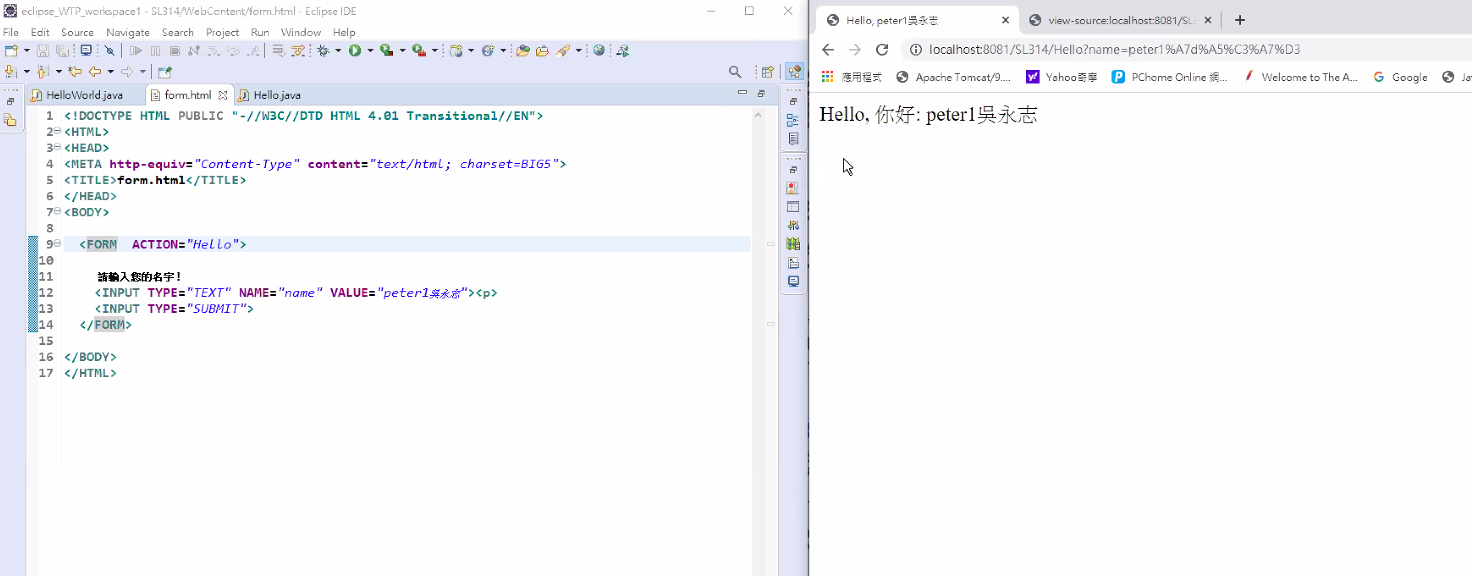 eclipse_WTP_workspace1 - SL314/WebContent/form.html - Eclipse IDE
File Edit Source Navigate Search Project Run Window Help
HelloWorld.java form.html Hello.java
1 <!DOCTYPE HTML PUBLIC "-//W3C//DTD HTML 4.01 Transitional//EN">
2 <HTML>
3 <HEAD>
4 <META http-equiv="Content-Type" content="text/html; charset=BIG5">
5 <TITLE>form.html</TITLE>
6 </HEAD>
7 <BODY>
8
9 <FORM ACTION="Hello">
10
11 請輸入您的名字!
12 <INPUT TYPE="TEXT" NAME="name" VALUE="peter1吳永志"><p>
13 <INPUT TYPE="SUBMIT">
14 </FORM>
15
16 </BODY>
17 </HTML>
Hello, peter1吳永志 view-source:localhost:8081/SL:
localhost:8081/SL314/Hello?name=peter1%A7d%A5%C3%A7%D3
應用程式 Apache Tomcat/9.... Yahoo奇摩 PChome Online 網... Welcome to The A... Google Ja
Hello, 你好: peter1吳永志